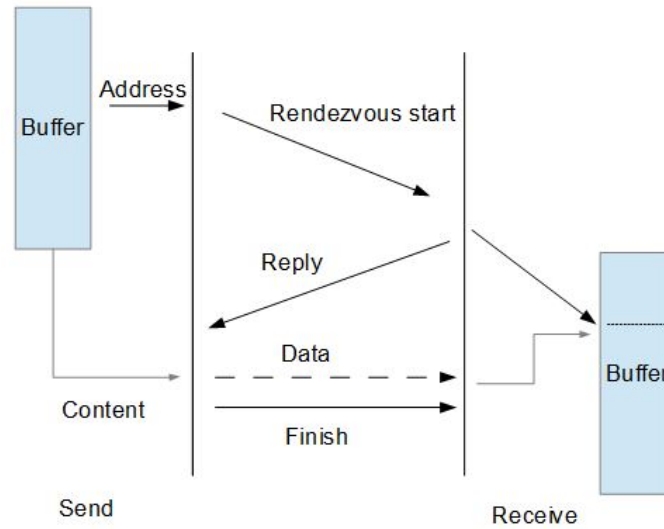 Address
Buffer
Rendezvous start
Reply
Data
Buffer
Content
Finish
Send
Receive